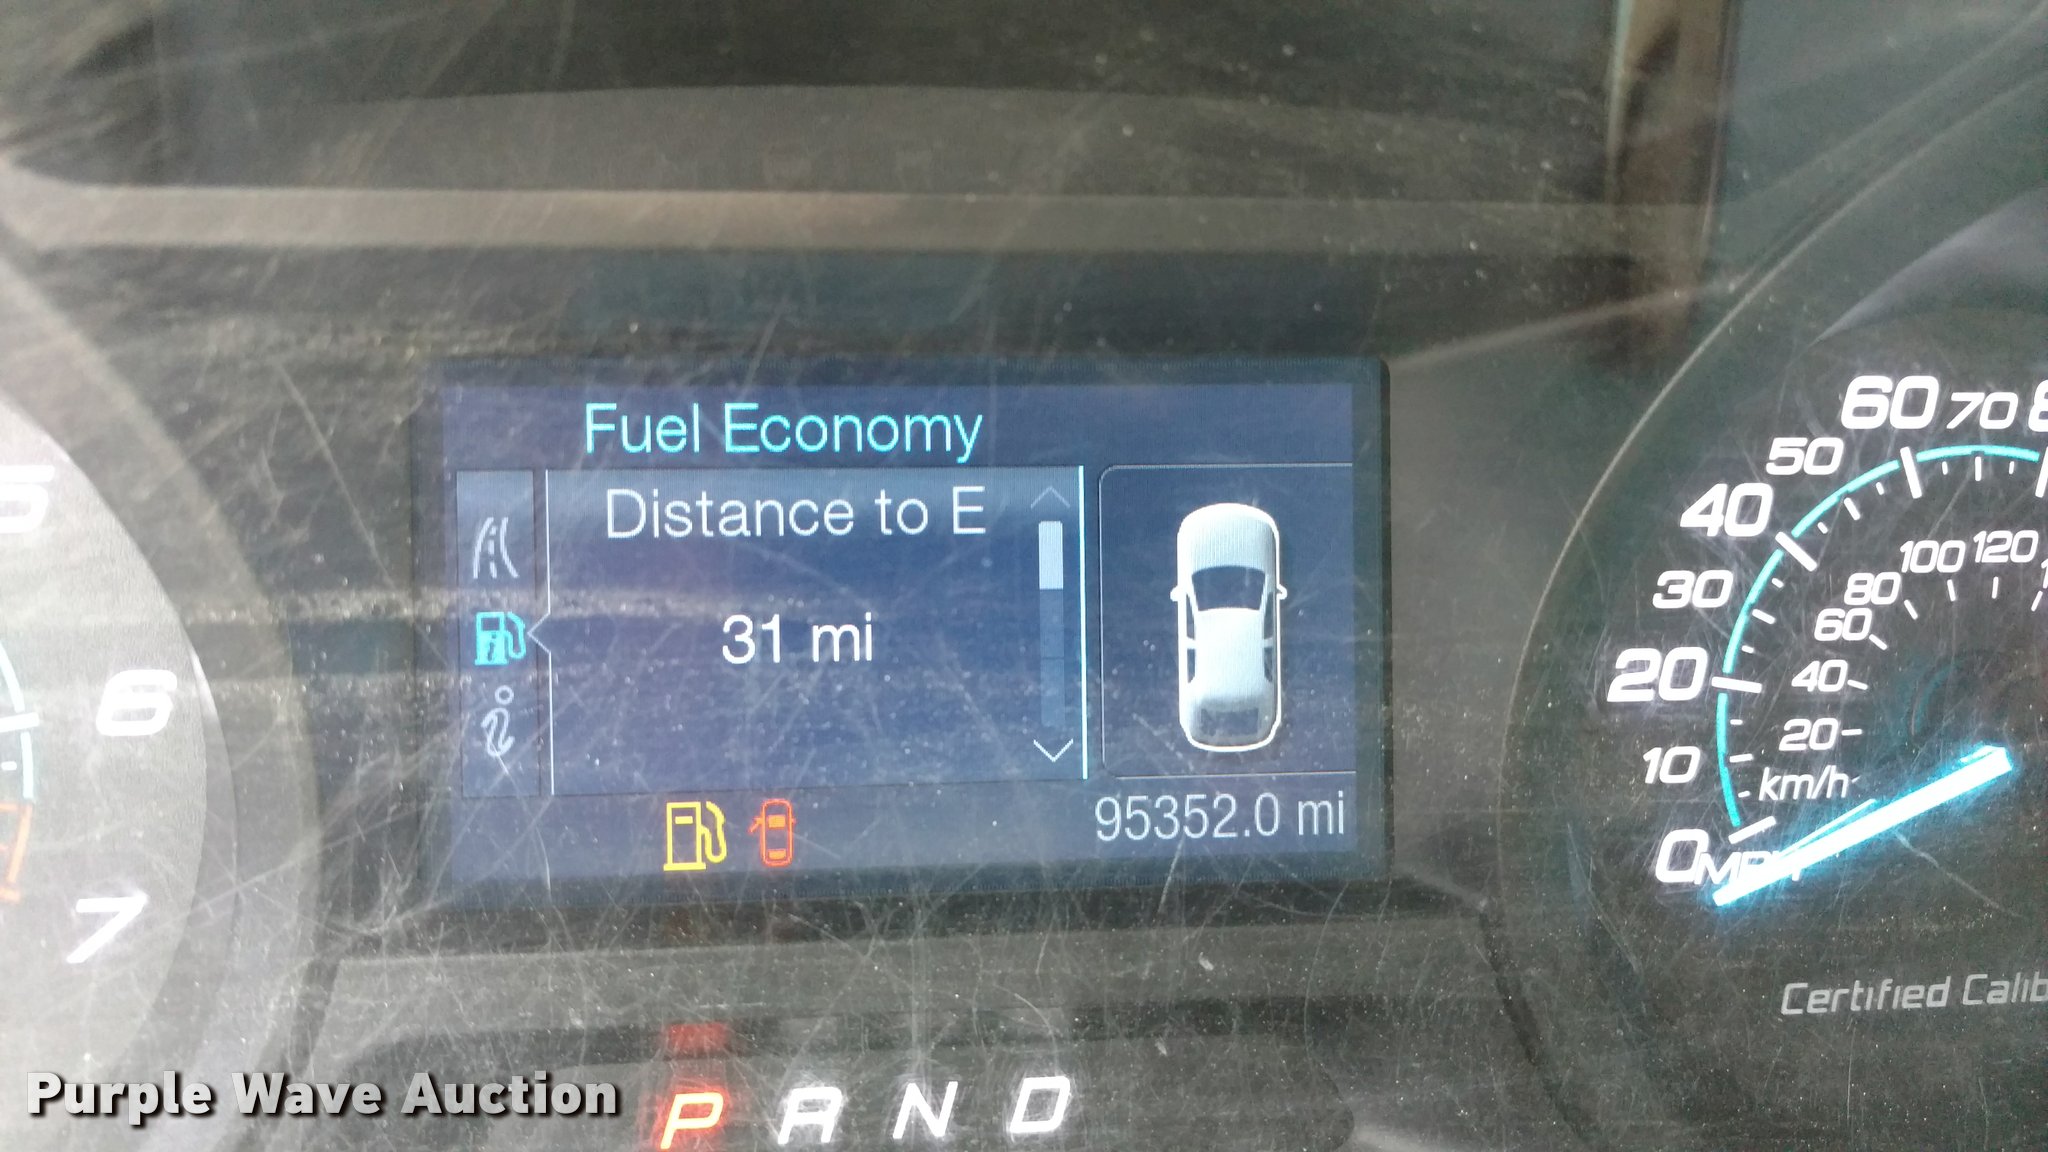 Fuel Economy
Distance to E
31 mi
95352.0 mi
5
6
7
60 70
50
40
30
20
10
0 MPH
120
100
80
60
40
20
km/h
Certified Calib
P R N D
Purple Wave Auction